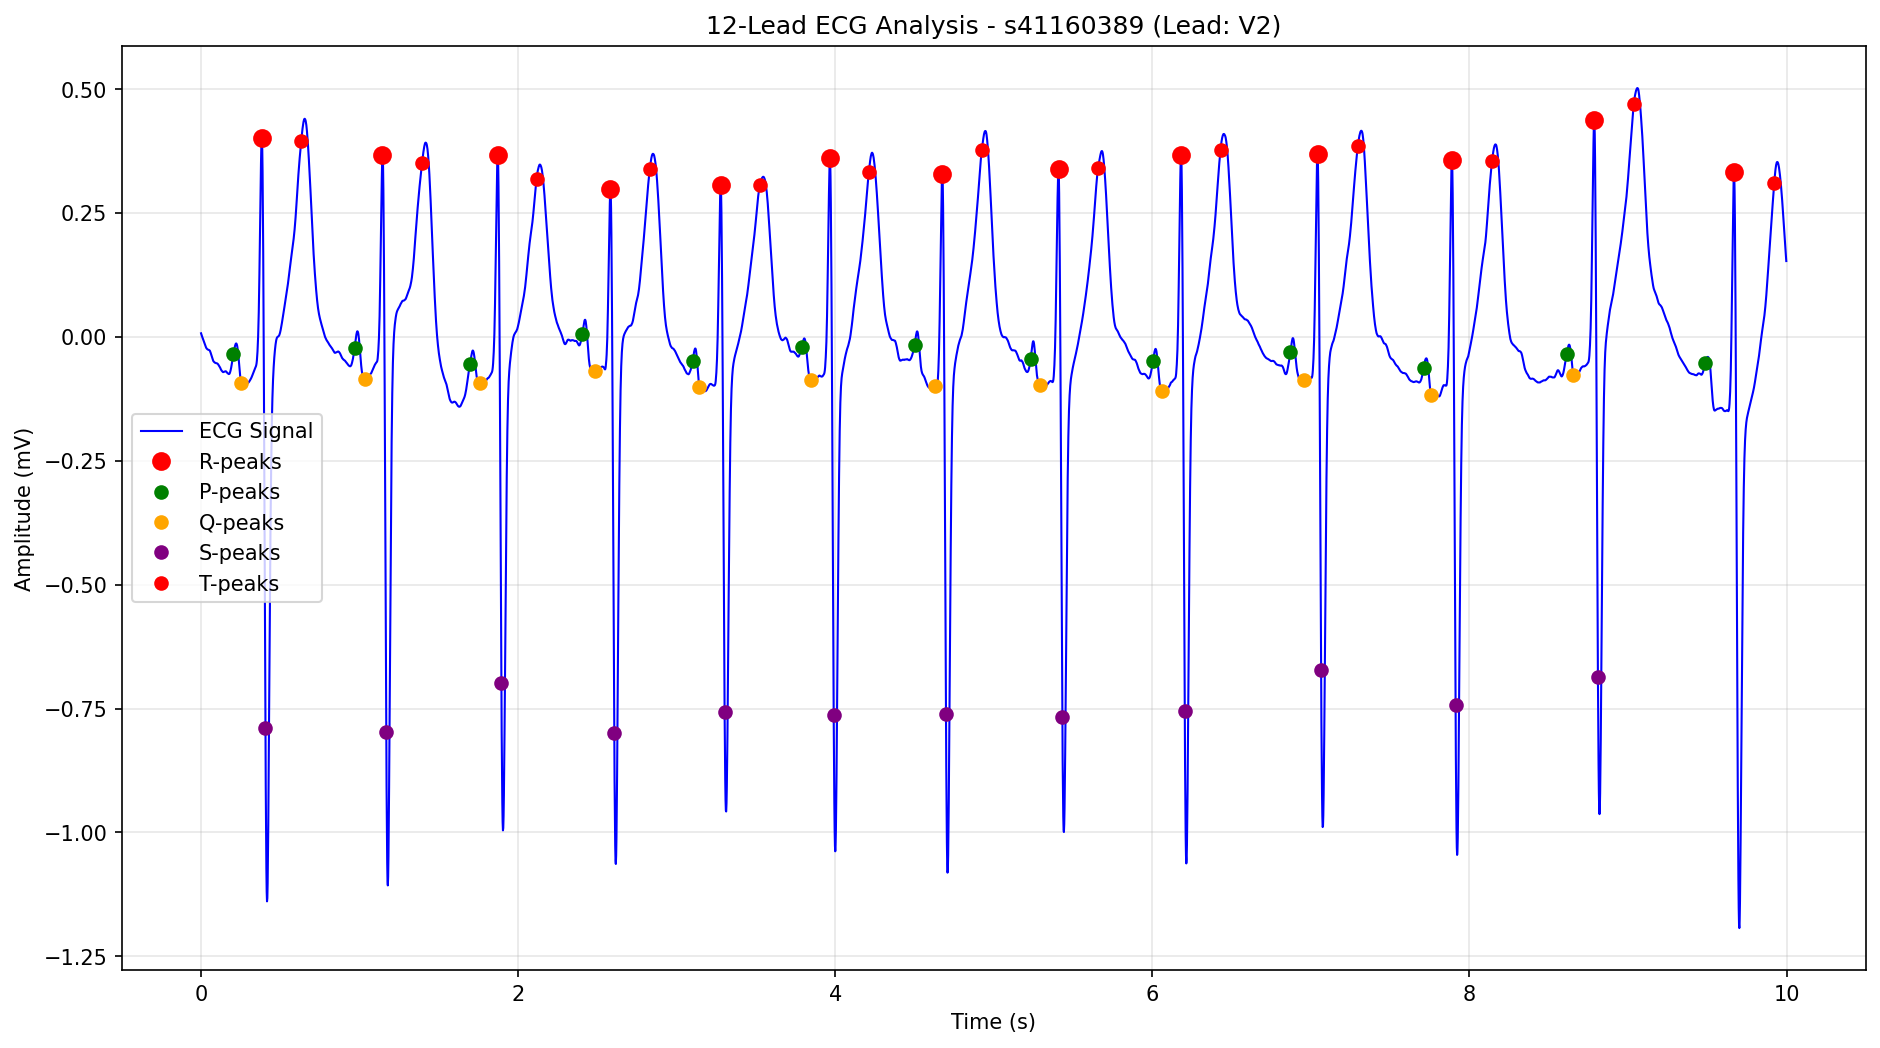 12-Lead ECG Analysis - s41160389 (Lead: V2)
0.50
0.25
0.00
−0.25
−0.50
−0.75
−1.00
−1.25
Amplitude (mV)
ECG Signal
R-peaks
P-peaks
Q-peaks
S-peaks
T-peaks
0 2 4 6 8 10
Time (s)